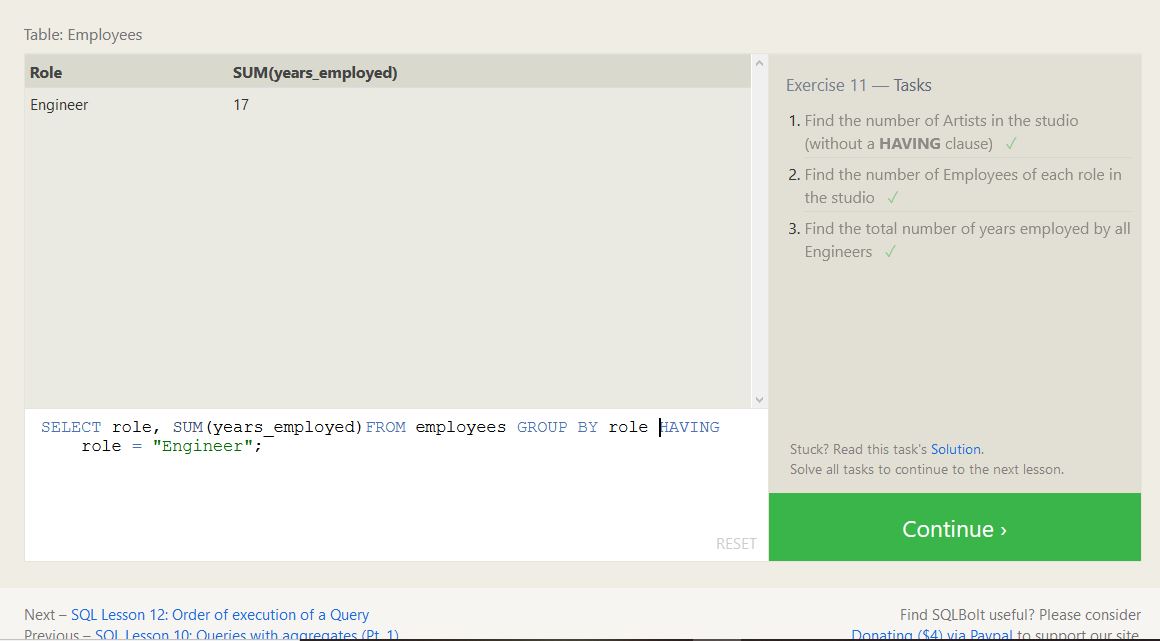 Table: Employees
Role SUM(years_employed)
Engineer 17
Exercise 11 — Tasks
1. Find the number of Artists in the studio
(without a HAVING clause) ✓
2. Find the number of Employees of each role in
the studio ✓
3. Find the total number of years employed by all
Engineers ✓
SELECT role, SUM(years_employed)FROM employees GROUP BY role HAVING
role = "Engineer";
RESET
Stuck? Read this task's Solution.
Solve all tasks to continue to the next lesson.
Continue ›
Next – SQL Lesson 12: Order of execution of a Query
Previous – SQL Lesson 10: Queries with aggregates (Pt. 1)
Find SQLBolt useful? Please consider
Donating ($4) via Paypal to support our site.